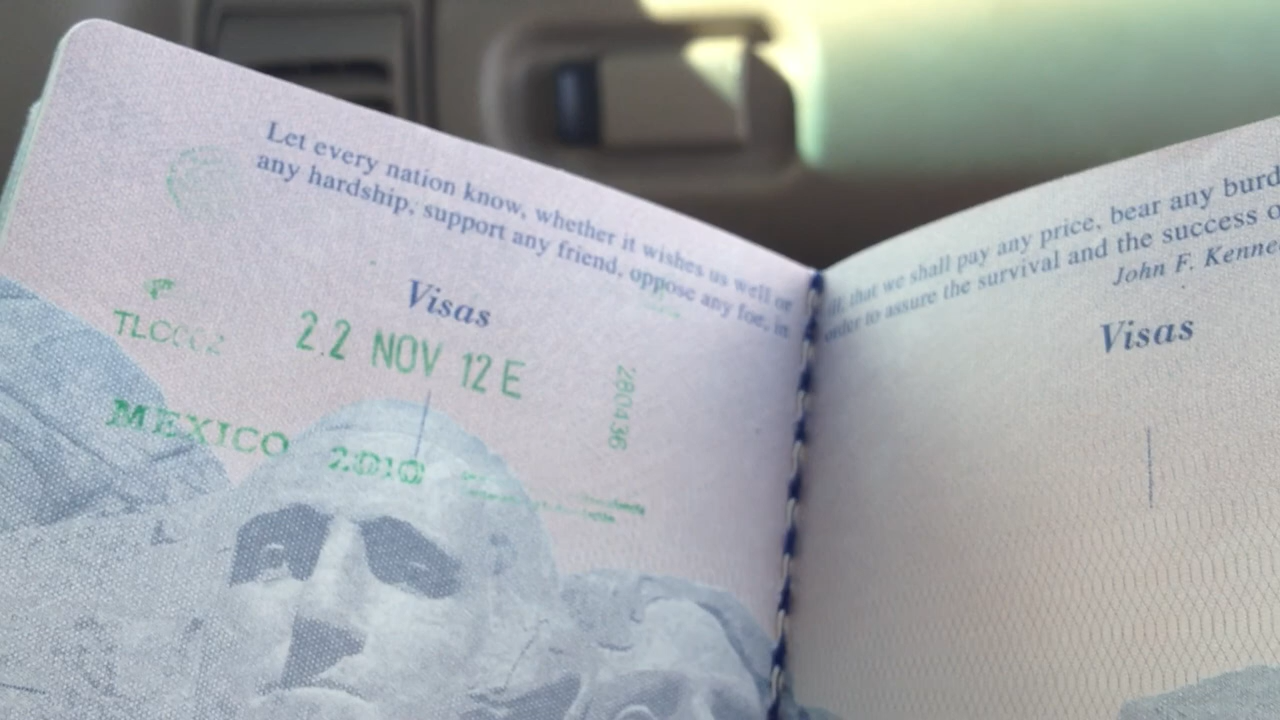 Let every nation know, whether it wishes us well or
any hardship, support any friend, oppose any foe, in
Visas
22 NOV 12 E
280436
MEXICO 2010
that we shall pay any price, bear any burd
order to assure the survival and the success o
John F. Kenne
Visas